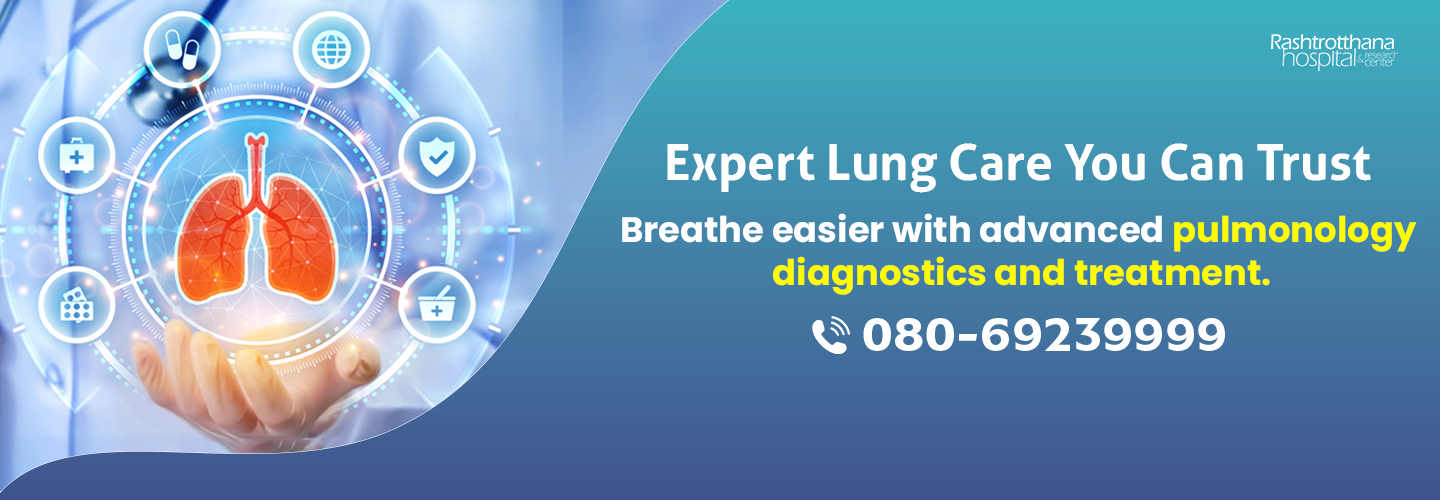 Rashtrotthana
hospital & research center
Expert Lung Care You Can Trust
Breathe easier with advanced pulmonology
diagnostics and treatment.
080-69239999